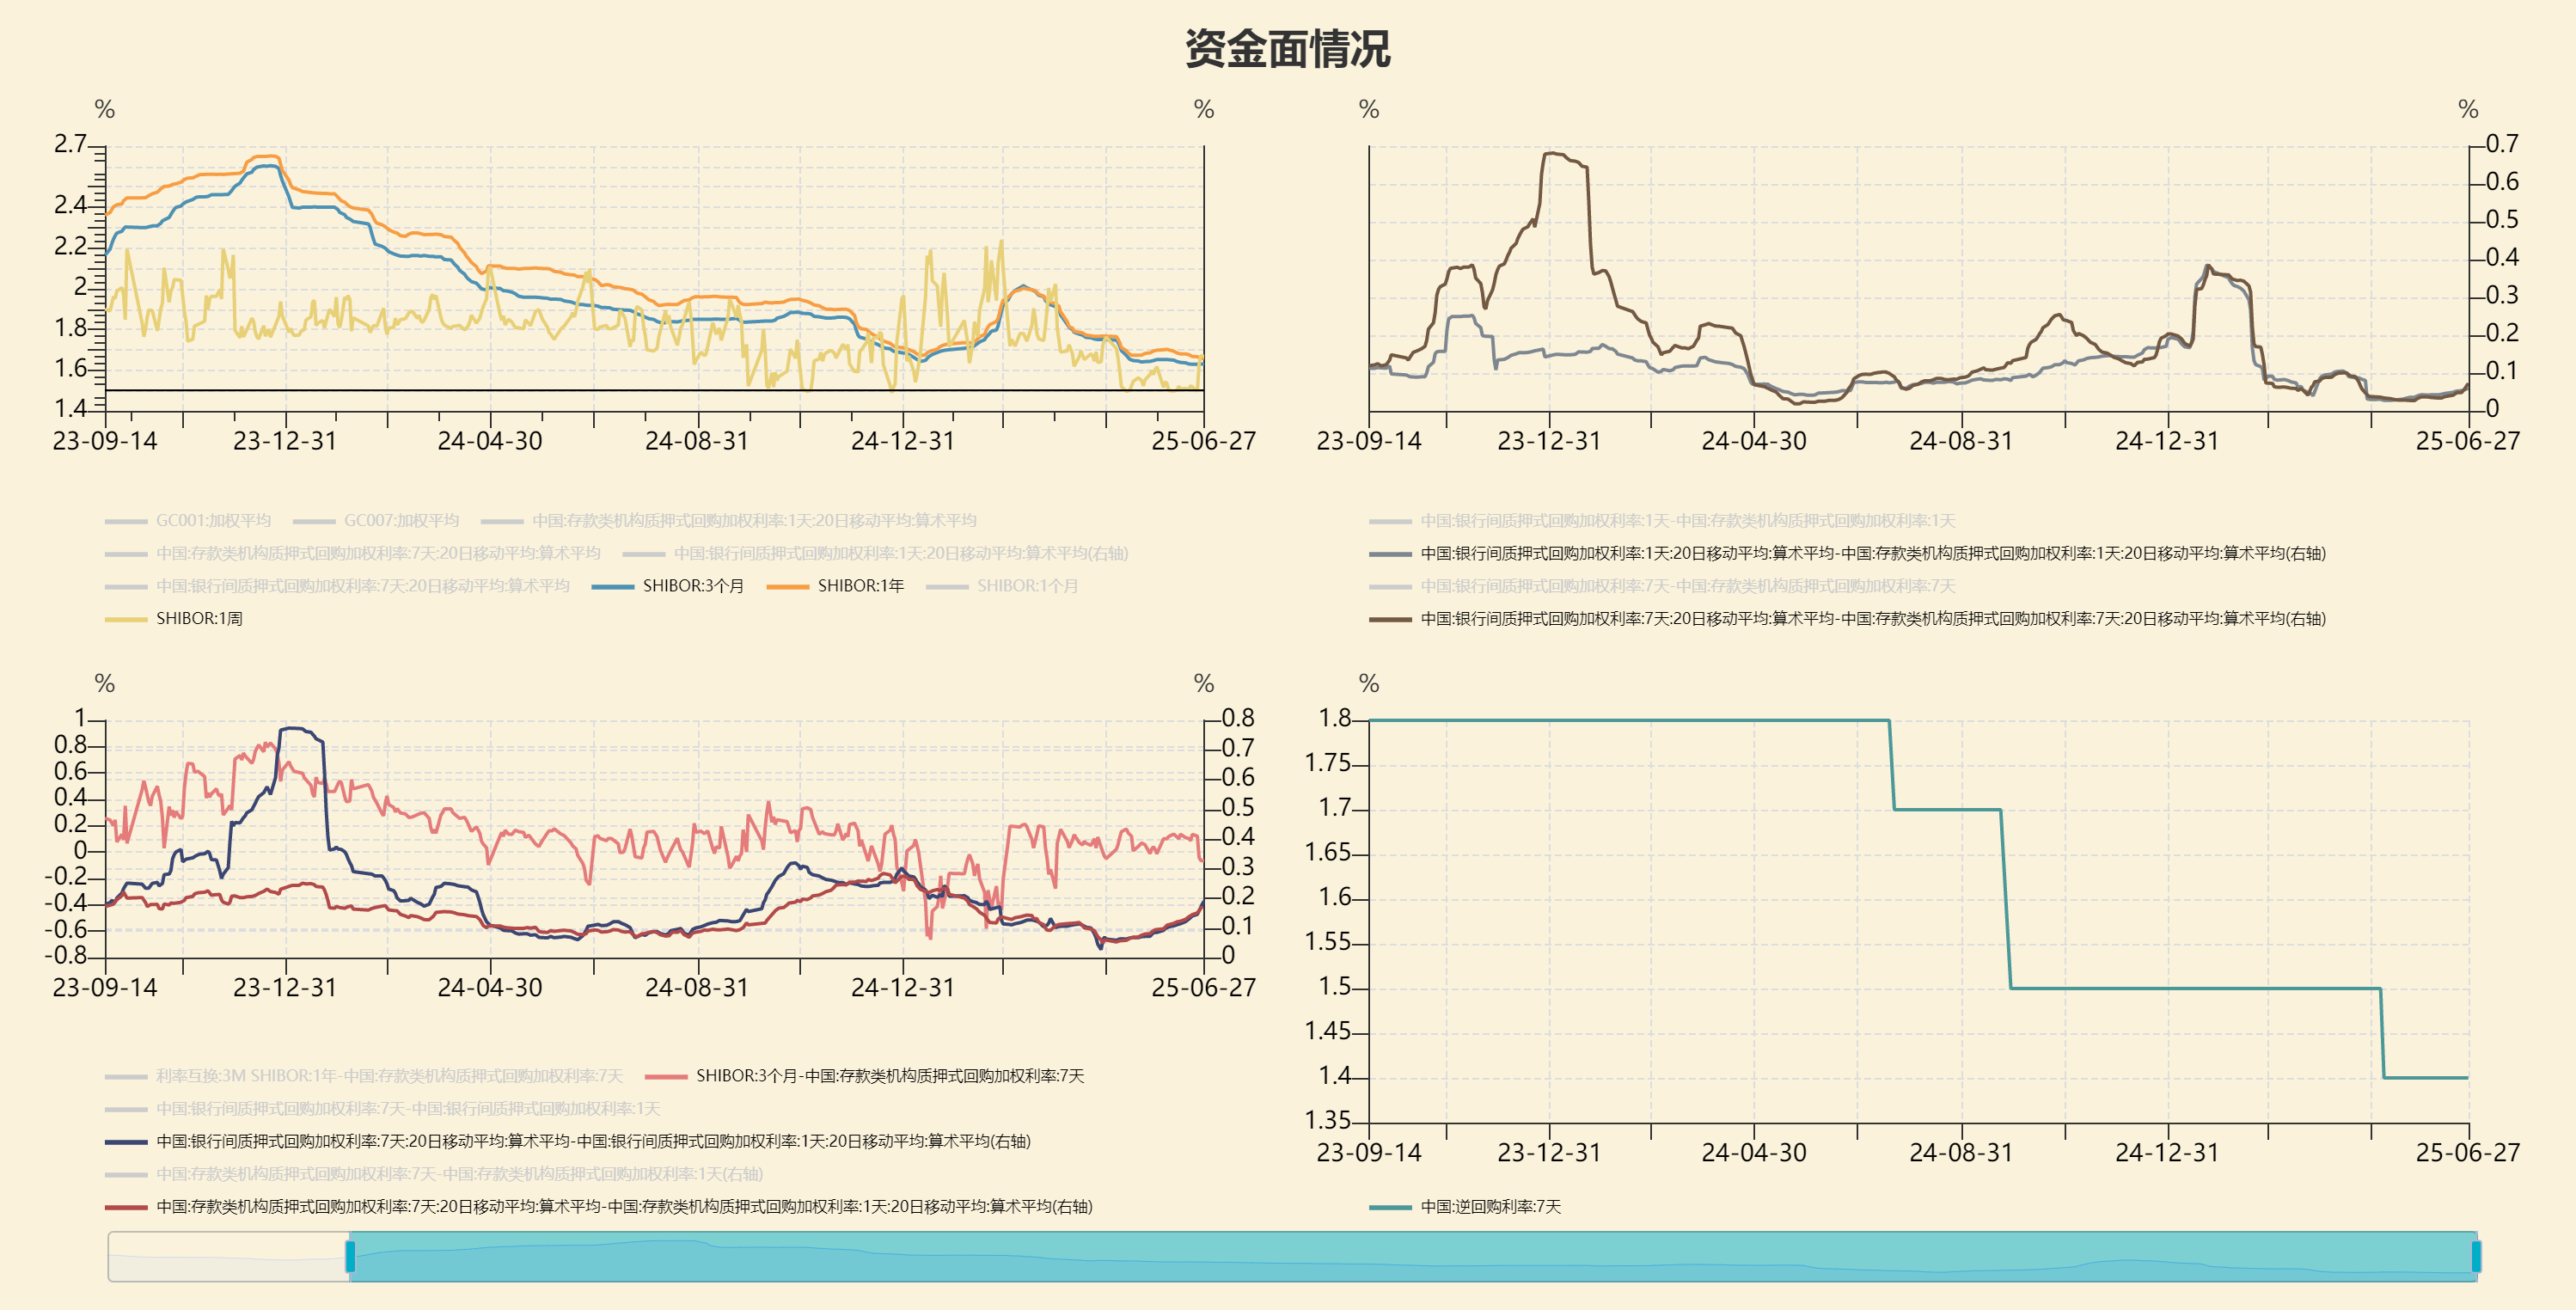 资金面情况
% %
2.7
2.4
2.2
2
1.8
1.6
1.4
23-09-14 23-12-31 24-04-30 24-08-31 24-12-31 25-06-27
GC001:加权平均 GC007:加权平均 中国:存款类机构质押式回购加权利率:1天:20日移动平均:算术平均
中国:存款类机构质押式回购加权利率:7天:20日移动平均:算术平均 中国:银行间质押式回购加权利率:1天:20日移动平均:算术平均(右轴)
中国:银行间质押式回购加权利率:7天:20日移动平均:算术平均 SHIBOR:3个月 SHIBOR:1年 SHIBOR:1个月
SHIBOR:1周
% %
0.7
0.6
0.5
0.4
0.3
0.2
0.1
0
23-09-14 23-12-31 24-04-30 24-08-31 24-12-31 25-06-27
中国:银行间质押式回购加权利率:1天-中国:存款类机构质押式回购加权利率:1天
中国:银行间质押式回购加权利率:1天:20日移动平均:算术平均-中国:存款类机构质押式回购加权利率:1天:20日移动平均:算术平均(右轴)
中国:银行间质押式回购加权利率:7天-中国:存款类机构质押式回购加权利率:7天
中国:银行间质押式回购加权利率:7天:20日移动平均:算术平均-中国:存款类机构质押式回购加权利率:7天:20日移动平均:算术平均(右轴)
% %
1 0.8
0.8 0.7
0.6 0.6
0.4 0.5
0.2 0.4
0 0.3
-0.2 0.2
-0.4 0.1
-0.6 0
-0.8
23-09-14 23-12-31 24-04-30 24-08-31 24-12-31 25-06-27
利率互换:3M SHIBOR:1年-中国:存款类机构质押式回购加权利率:7天 SHIBOR:3个月-中国:存款类机构质押式回购加权利率:7天
中国:银行间质押式回购加权利率:7天-中国:银行间质押式回购加权利率:1天
中国:银行间质押式回购加权利率:7天:20日移动平均:算术平均-中国:银行间质押式回购加权利率:1天:20日移动平均:算术平均(右轴)
中国:存款类机构质押式回购加权利率:7天-中国:存款类机构质押式回购加权利率:1天(右轴)
中国:存款类机构质押式回购加权利率:7天:20日移动平均:算术平均-中国:存款类机构质押式回购加权利率:1天:20日移动平均:算术平均(右轴)
%
1.8
1.75
1.7
1.65
1.6
1.55
1.5
1.45
1.4
1.35
23-09-14 23-12-31 24-04-30 24-08-31 24-12-31 25-06-27
中国:逆回购利率:7天